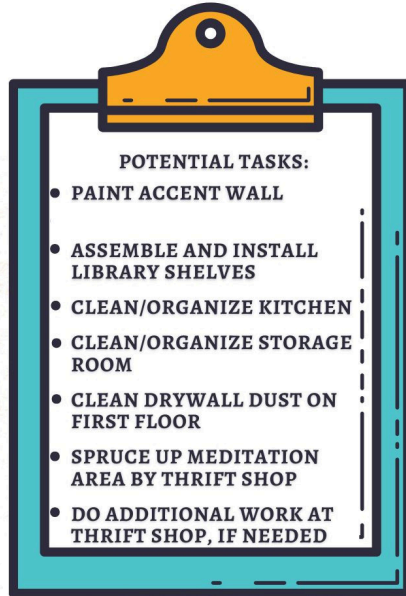 POTENTIAL TASKS:
• PAINT ACCENT WALL
• ASSEMBLE AND INSTALL
LIBRARY SHELVES
• CLEAN/ORGANIZE KITCHEN
• CLEAN/ORGANIZE STORAGE
ROOM
• CLEAN DRYWALL DUST ON
FIRST FLOOR
• SPRUCE UP MEDITATION
AREA BY THRIFT SHOP
• DO ADDITIONAL WORK AT
THRIFT SHOP, IF NEEDED